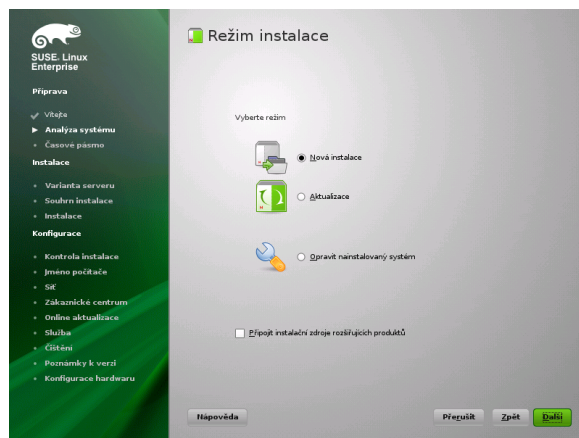 SUSE. Linux
Enterprise
Příprava
Vítejte
Analýza systému
Časové pásmo
Instalace
Varianta serveru
Souhrn instalace
Instalace
Konfigurace
Kontrola instalace
Jméno počítače
Síť
Zákaznické centrum
Online aktualizace
Služba
Čištění
Poznámky k verzi
Konfigurace hardwaru
Režim instalace
Vyberte režim
Nová instalace
Aktualizace
Opravit nainstalovaný systém
Připojit instalační zdroje rozšiřujících produktů
Nápověda
Přerušit
Zpět
Další